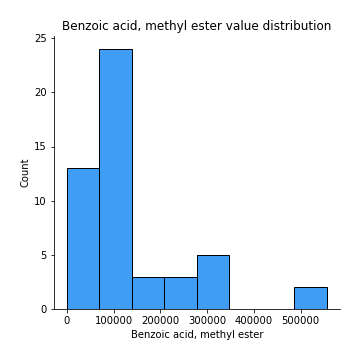 Benzoic acid, methyl ester value distribution
25
20
15
10
5
0
Count
0 100000 200000 300000 400000 500000
Benzoic acid, methyl ester